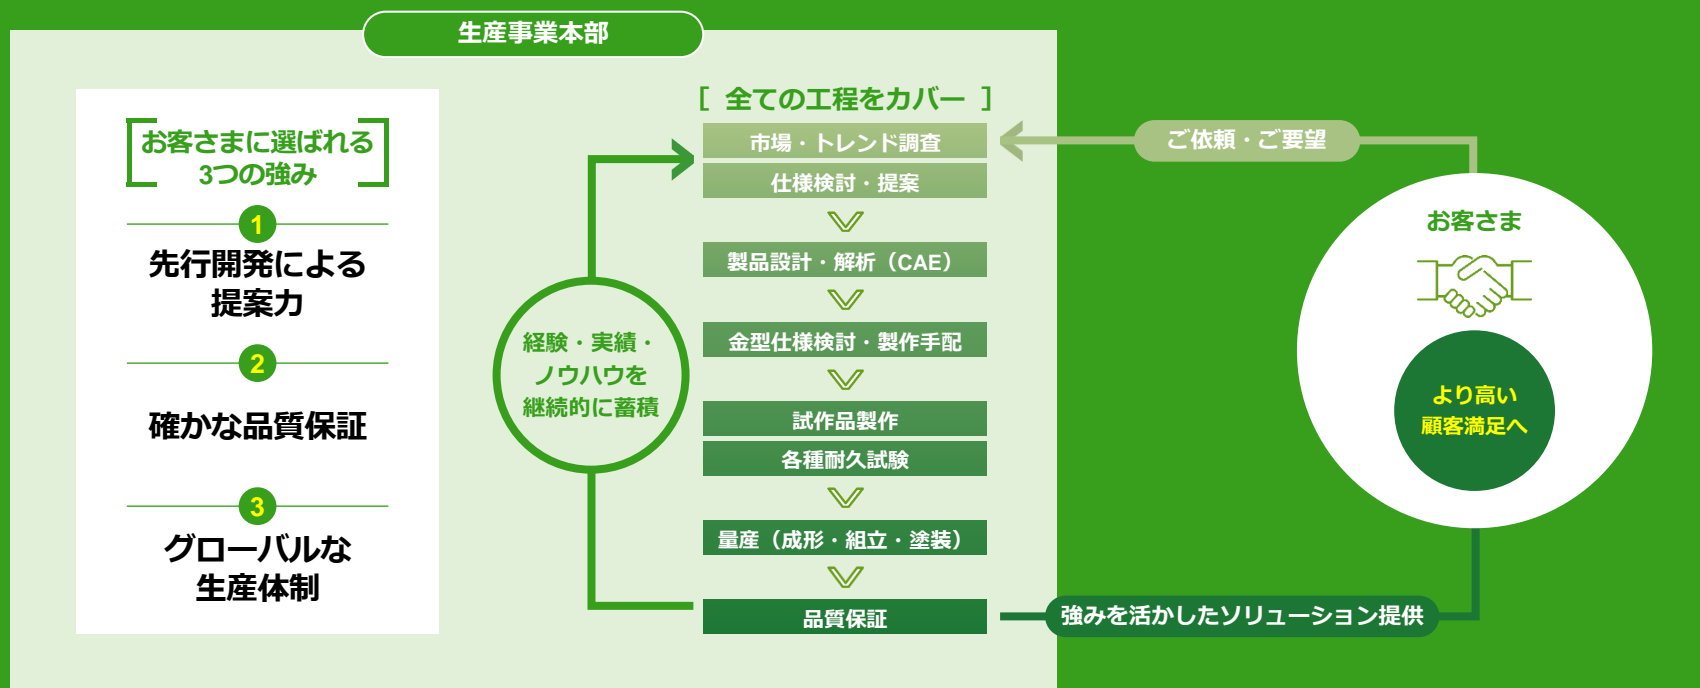 生産事業本部
お客さまに選ばれる
3つの強み
1
先行開発による
提案力
2
確かな品質保証
3
グローバルな
生産体制
経験・実績・
ノウハウを
継続的に蓄積
[ 全ての工程をカバー ]
市場・トレンド調査
仕様検討・提案
製品設計・解析（CAE）
金型仕様検討・製作手配
試作品製作
各種耐久試験
量産（成形・組立・塗装）
品質保証
ご依頼・ご要望
お客さま
より高い
顧客満足へ
強みを活かしたソリューション提供